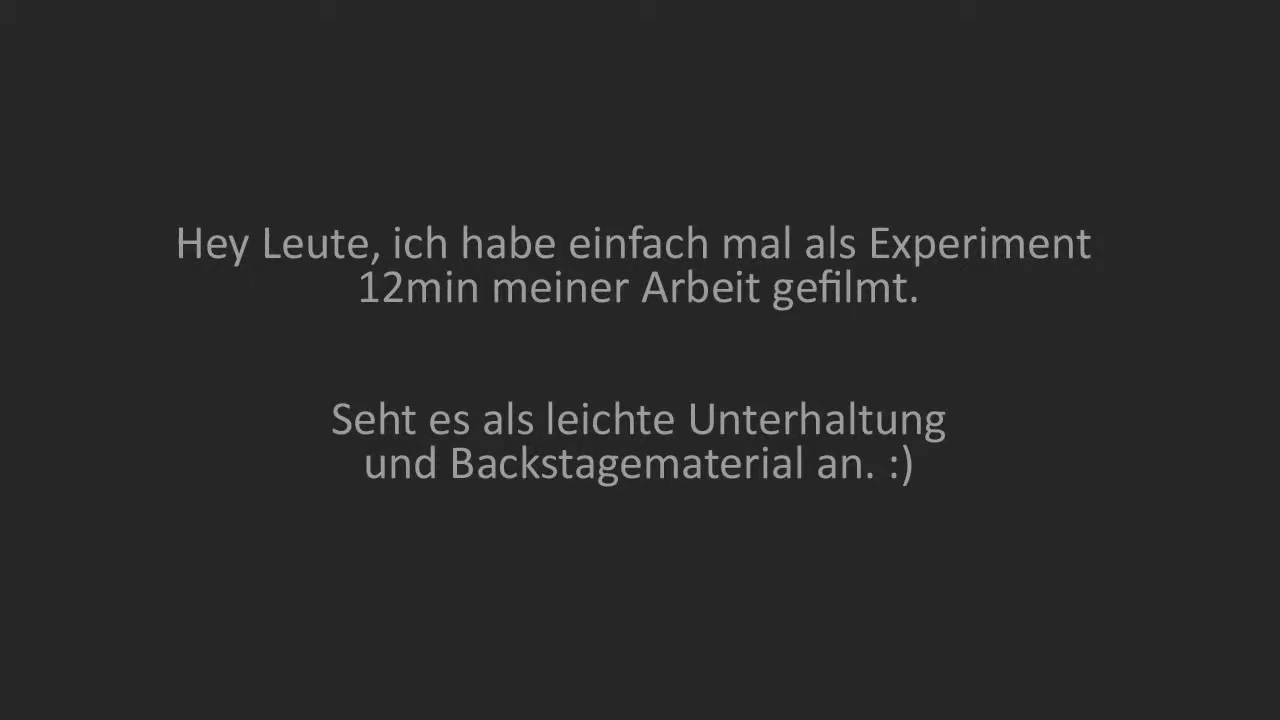 Hey Leute, ich habe einfach mal als Experiment
12min meiner Arbeit gefilmt.
Seht es als leichte Unterhaltung
und Backstagematerial an. :)